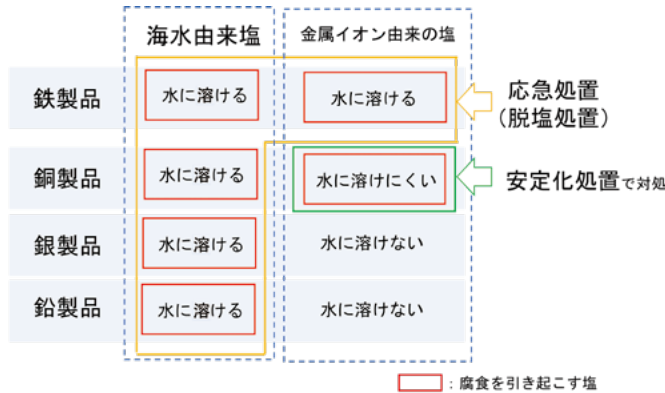 海水由来塩
金属イオン由来の塩
鉄製品
水に溶ける
水に溶ける
応急処置
（脱塩処置）
銅製品
水に溶ける
水に溶けにくい
安定化処置で対処
銀製品
水に溶ける
水に溶けない
鉛製品
水に溶ける
水に溶けない
：腐食を引き起こす塩